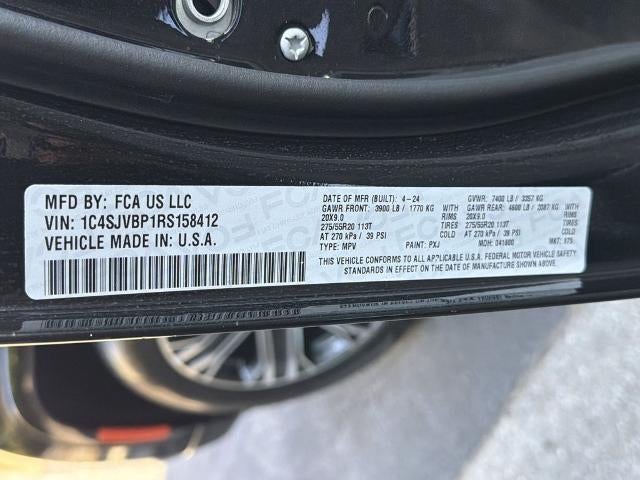 MFD BY: FCA US LLC
VIN: 1C4SJVBP1RS158412
VEHICLE MADE IN: U.S.A.
DATE OF MFR (BUILT): 4-24 GVWR: 7400 LB / 3357 KG
GAWR FRONT: 3900 LB / 1770 KG GAWR REAR: 4600 LB / KG
20X9.0 RIMS 20X9.0 RIMS
275/55R20 113T TIRES 275/55R20 113T TIRES
AT 270 kPa / 39 PSI COLD AT 270 kPa / 39 PSI COLD
TYPE: MPV PAINT: PXJ MDH: 041800
THIS VEHICLE CONFORMS TO ALL APPLICABLE U.S.A. FEDERAL MOTOR VEHICLE SAFETY
STANDARDS IN EFFECT ON THE DATE OF MANUFACTURE SHOWN ABOVE.